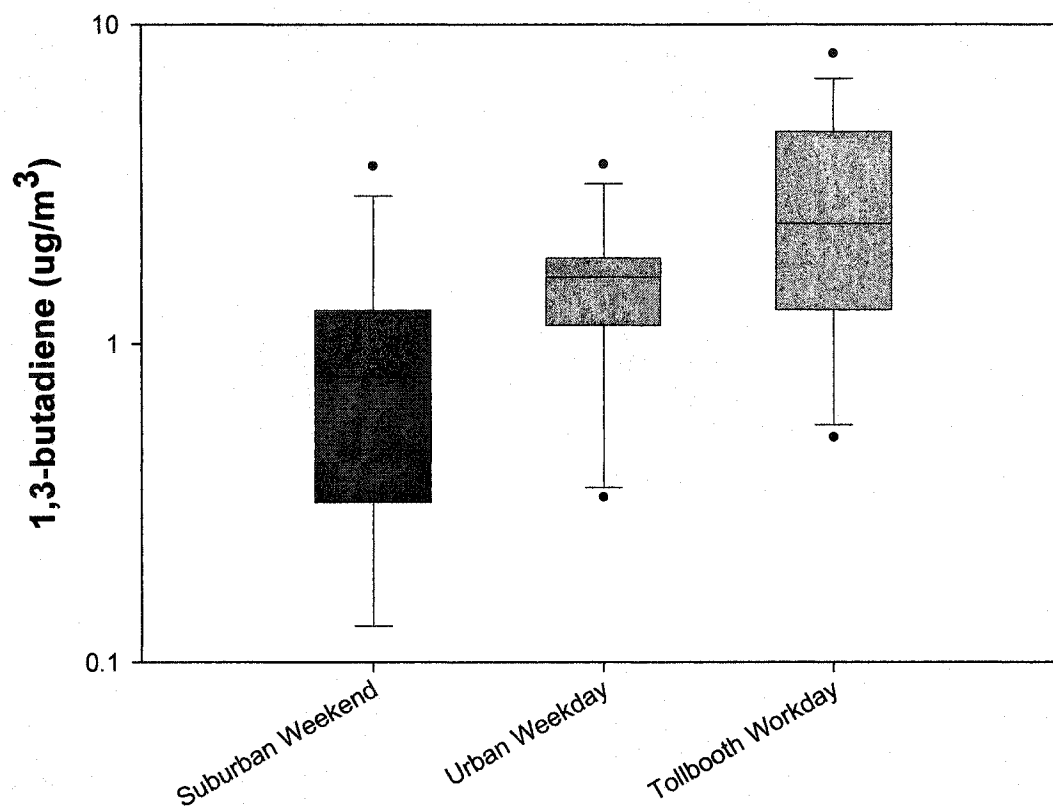 10
1
0.1
1,3-butadiene (ug/m³)
Suburban Weekend
Urban Weekday
Tollbooth Workday